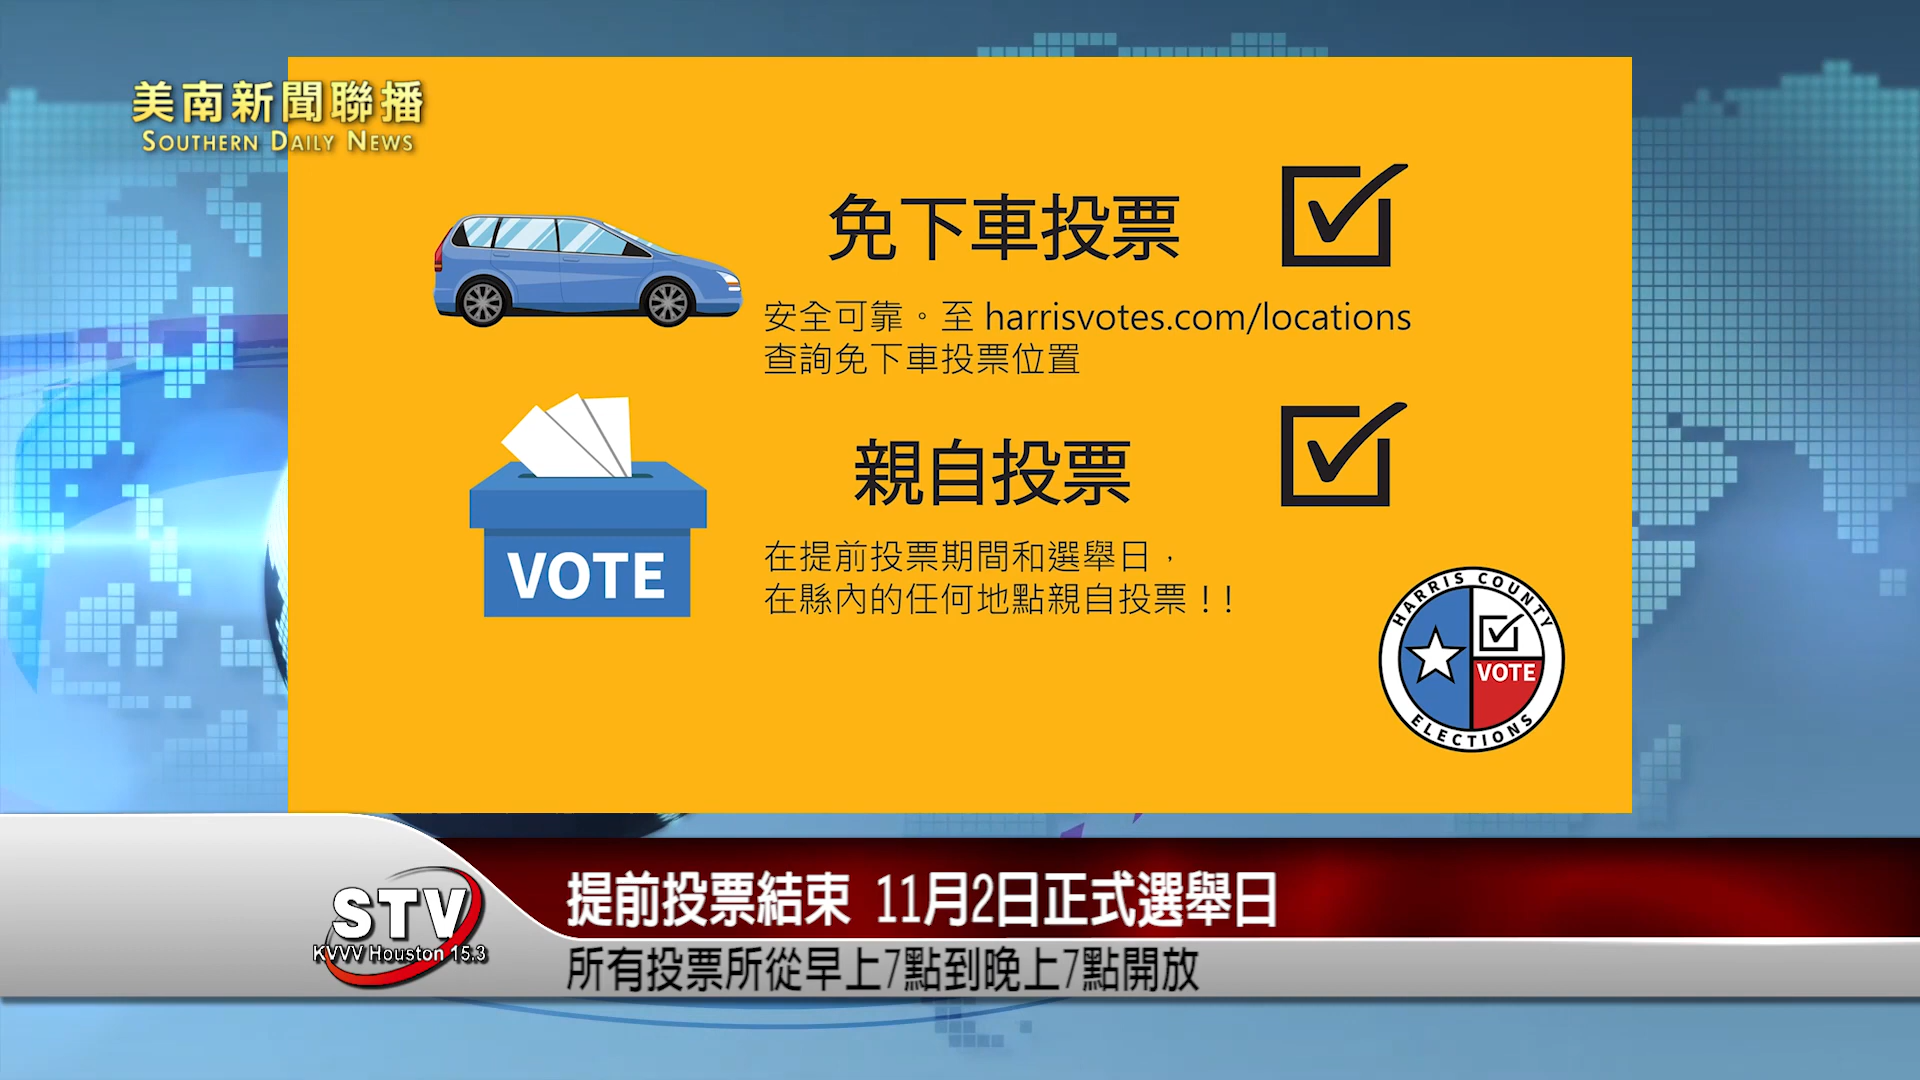 美南新聞聯播
SOUTHERN DAILY NEWS
免下車投票
安全可靠。至 harrisvotes.com/locations
查詢免下車投票位置
親自投票
VOTE
在提前投票期間和選舉日，
在縣內的任何地點親自投票！！
HARRIS COUNTY
VOTE
ELECTIONS
提前投票結束 11月2日正式選舉日
STV
KVVV Houston 15.3
所有投票所從早上7點到晚上7點開放